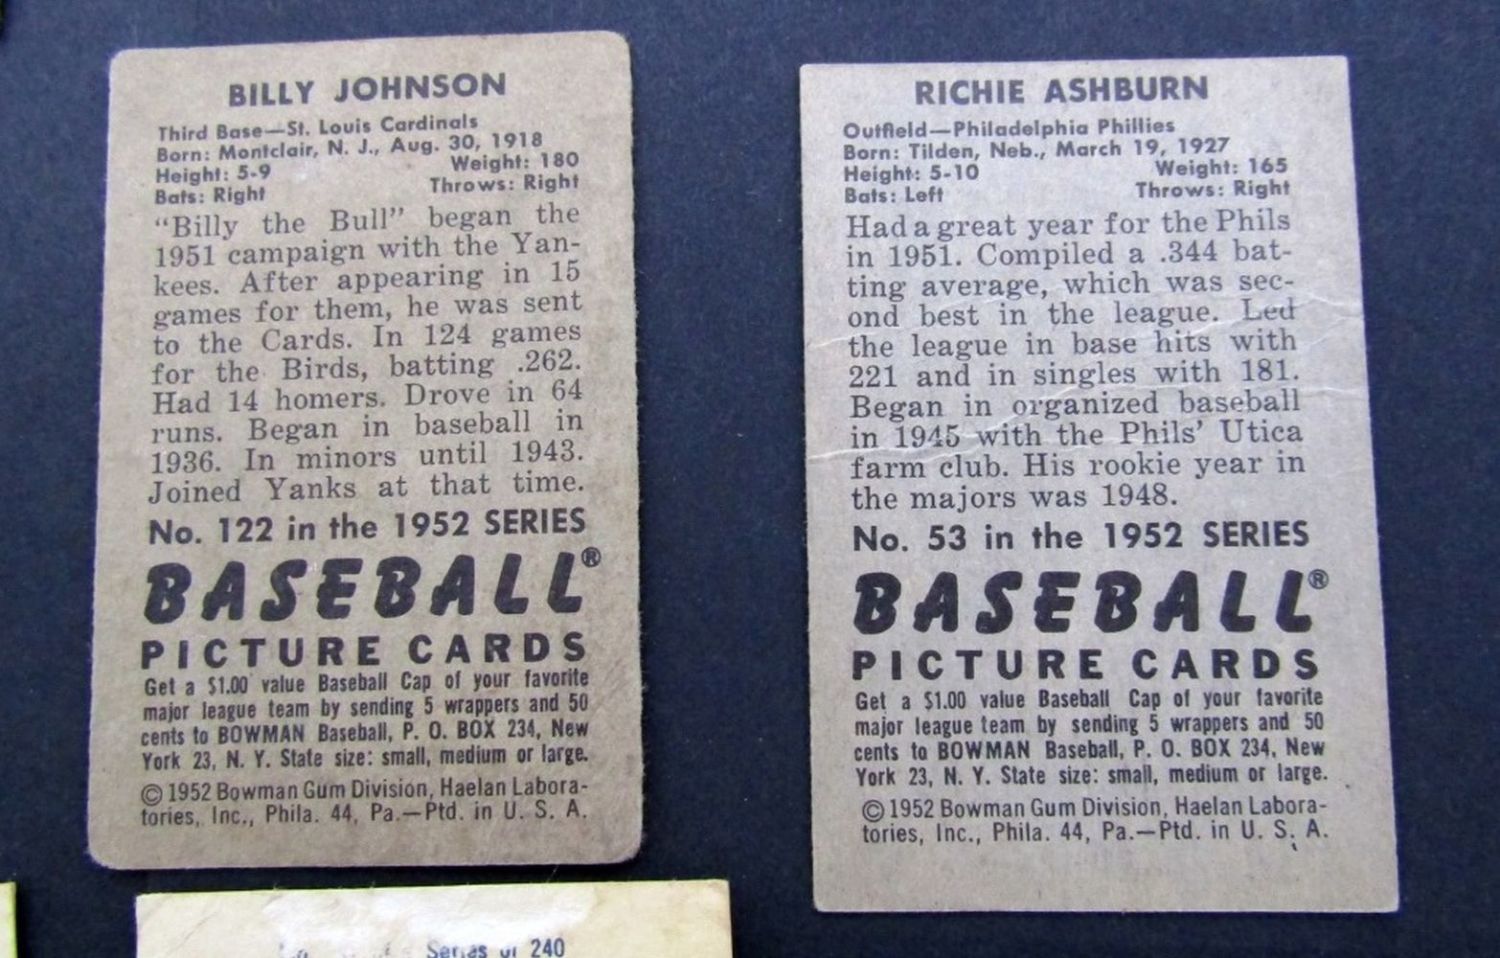 BILLY JOHNSON
Third Base—St. Louis Cardinals
Born: Montclair, N. J., Aug. 30, 1918
Height: 5-9 Weight: 180
Bats: Right Throws: Right
"Billy the Bull" began the
1951 campaign with the Yan-
kees. After appearing in 15
games for them, he was sent
to the Cards. In 124 games
for the Birds, batting .262.
Had 14 homers. Drove in 64
runs. Began in baseball in
1936. In minors until 1943.
Joined Yanks at that time.
No. 122 in the 1952 SERIES
BASEBALL®
PICTURE CARDS
Get a $1.00 value Baseball Cap of your favorite
major league team by sending 5 wrappers and 50
cents to BOWMAN Baseball, P. O. BOX 234, New
York 23, N. Y. State size: small, medium or large.
© 1952 Bowman Gum Division, Haelan Labora-
tories, Inc., Phila. 44, Pa.—Ptd. in U. S. A.
RICHIE ASHBURN
Outfield—Philadelphia Phillies
Born: Tilden, Neb., March 19, 1927
Height: 5-10 Weight: 165
Bats: Left Throws: Right
Had a great year for the Phils
in 1951. Compiled a .344 bat-
ting average, which was sec-
ond best in the league. Led
the league in base hits with
221 and in singles with 181.
Began in organized baseball
in 1945 with the Phils' Utica
farm club. His rookie year in
the majors was 1948.
No. 53 in the 1952 SERIES
BASEBALL®
PICTURE CARDS
Get a $1.00 value Baseball Cap of your favorite
major league team by sending 5 wrappers and 50
cents to BOWMAN Baseball, P. O. BOX 234, New
York 23, N. Y. State size: small, medium or large.
© 1952 Bowman Gum Division, Haelan Labora-
tories, Inc., Phila. 44, Pa.—Ptd. in U. S. A.
Series of 240